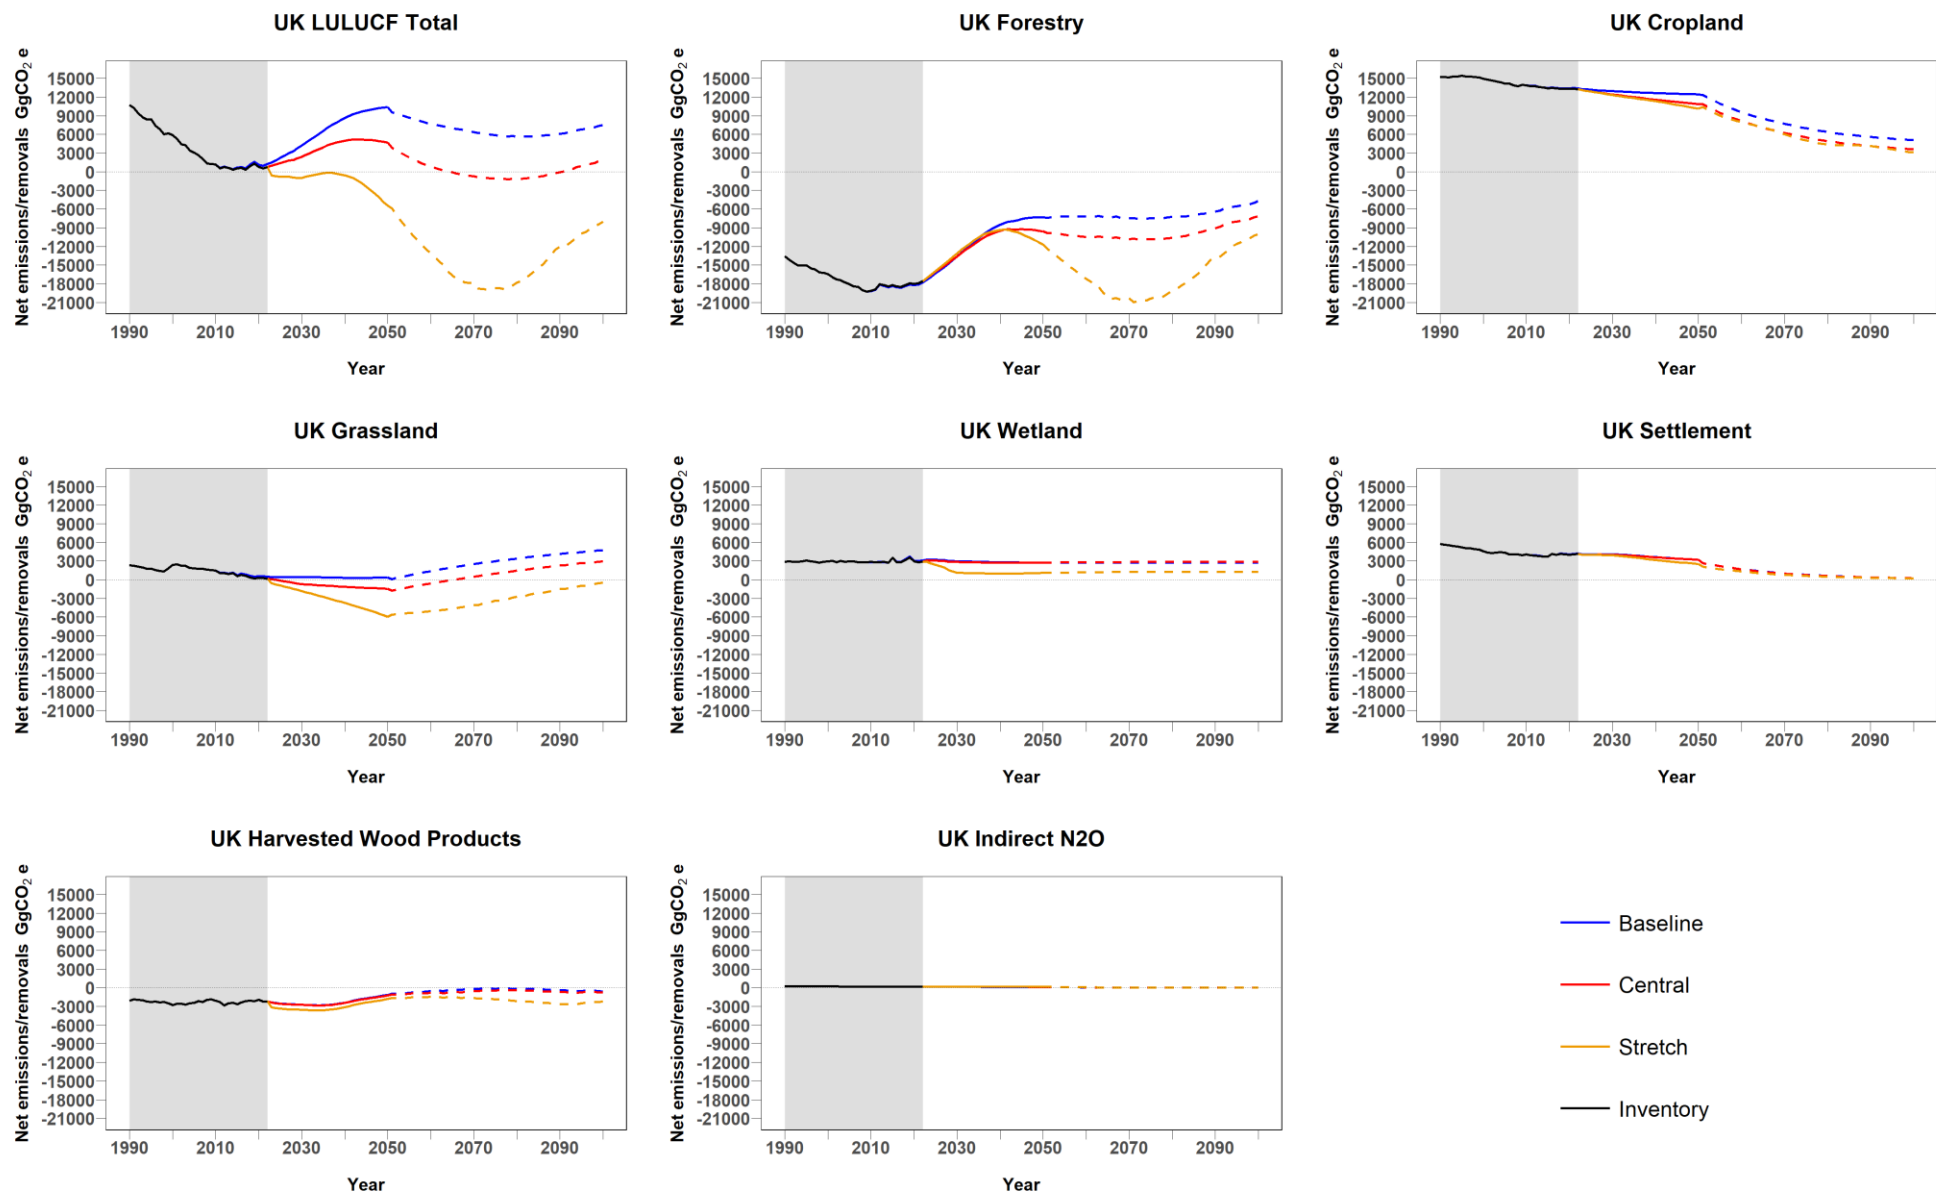 UK LULUCF Total
Net emissions/removals GgCO₂ e
15000
12000
9000
6000
3000
0
-3000
-6000
-9000
-12000
-15000
-18000
-21000
1990 2010 2030 2050 2070 2090
Year
UK Forestry
Net emissions/removals GgCO₂ e
15000
12000
9000
6000
3000
0
-3000
-6000
-9000
-12000
-15000
-18000
-21000
1990 2010 2030 2050 2070 2090
Year
UK Cropland
Net emissions/removals GgCO₂ e
15000
12000
9000
6000
3000
0
-3000
-6000
-9000
-12000
-15000
-18000
-21000
1990 2010 2030 2050 2070 2090
Year
UK Grassland
Net emissions/removals GgCO₂ e
15000
12000
9000
6000
3000
0
-3000
-6000
-9000
-12000
-15000
-18000
-21000
1990 2010 2030 2050 2070 2090
Year
UK Wetland
Net emissions/removals GgCO₂ e
15000
12000
9000
6000
3000
0
-3000
-6000
-9000
-12000
-15000
-18000
-21000
1990 2010 2030 2050 2070 2090
Year
UK Settlement
Net emissions/removals GgCO₂ e
15000
12000
9000
6000
3000
0
-3000
-6000
-9000
-12000
-15000
-18000
-21000
1990 2010 2030 2050 2070 2090
Year
UK Harvested Wood Products
Net emissions/removals GgCO₂ e
15000
12000
9000
6000
3000
0
-3000
-6000
-9000
-12000
-15000
-18000
-21000
1990 2010 2030 2050 2070 2090
Year
UK Indirect N2O
Net emissions/removals GgCO₂ e
15000
12000
9000
6000
3000
0
-3000
-6000
-9000
-12000
-15000
-18000
-21000
1990 2010 2030 2050 2070 2090
Year
Baseline
Central
Stretch
Inventory